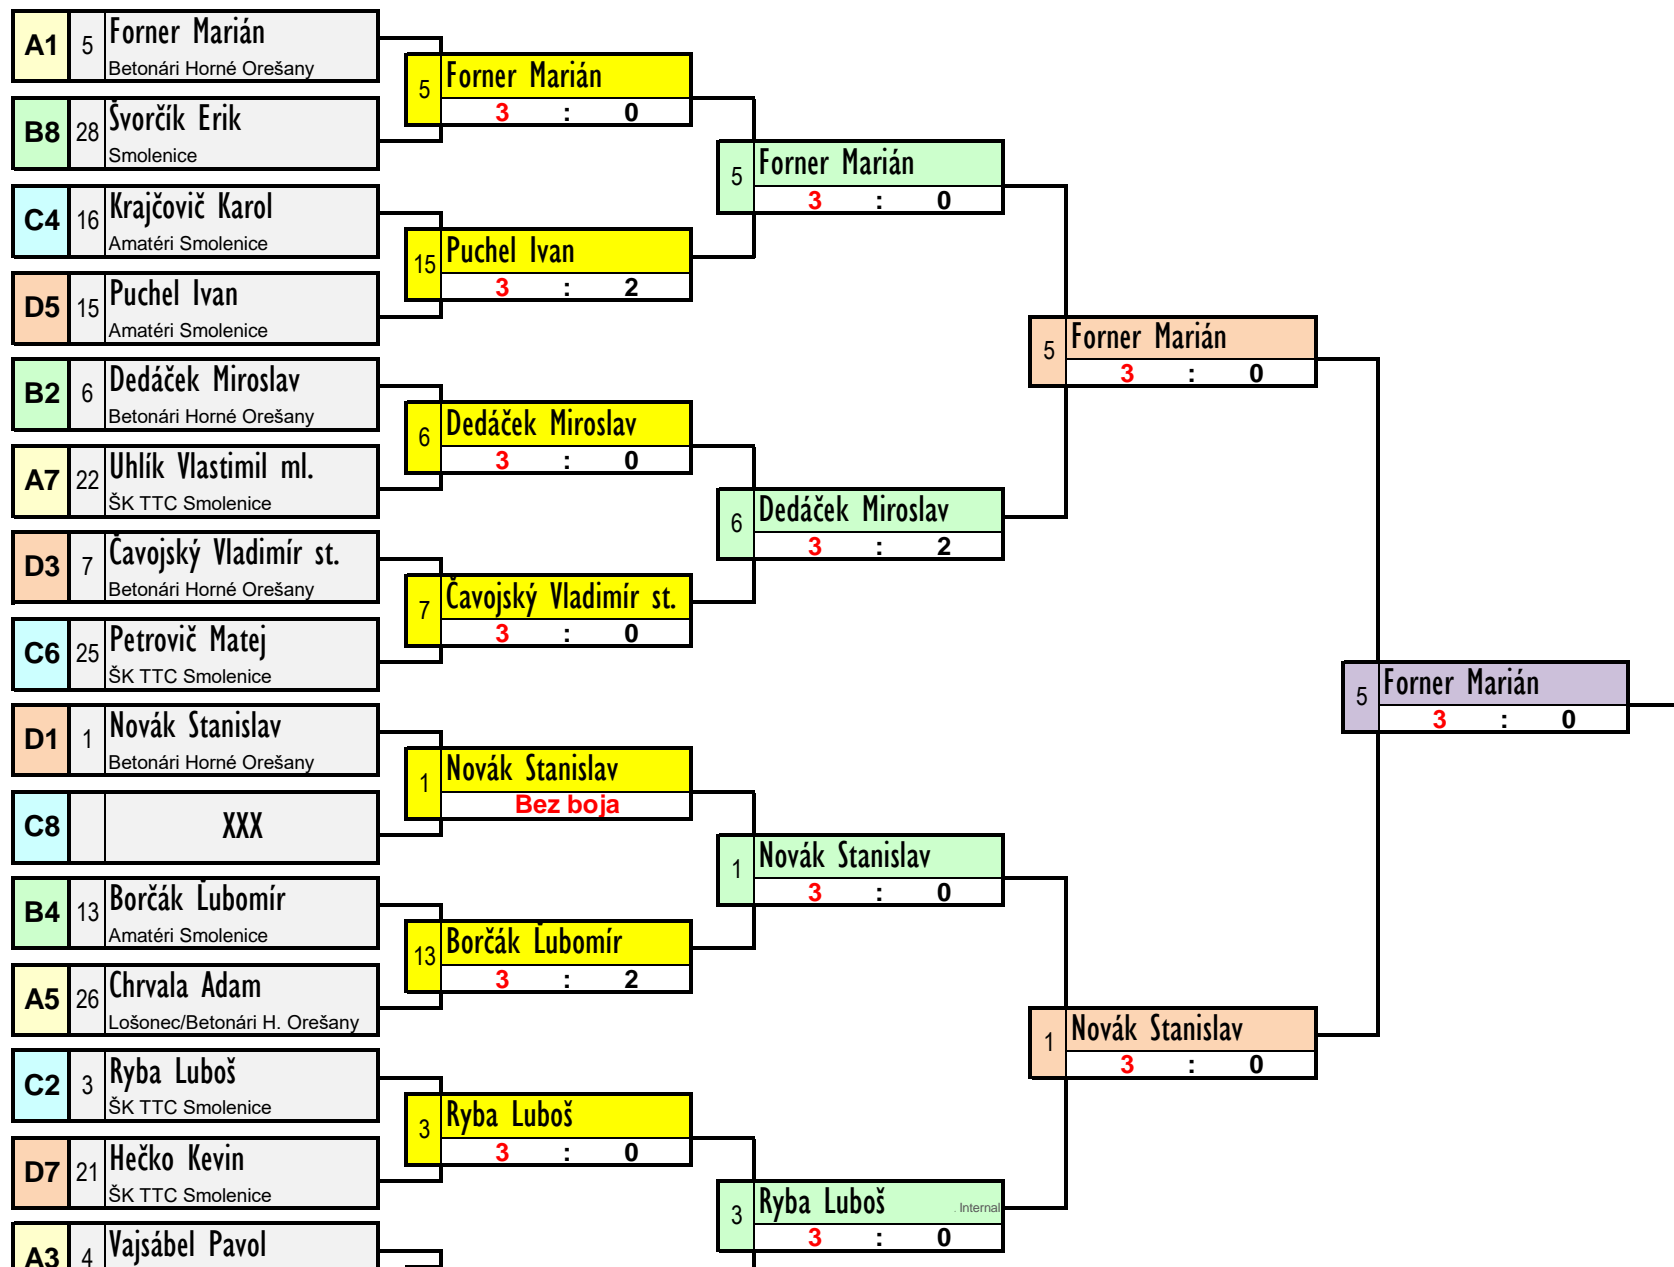 A1 5 Forner Marián
Betonári Horné Orešany
B8 28 Švorčík Erik
Smolenice
C4 16 Krajčovič Karol
Amatéri Smolenice
D5 15 Puchel Ivan
Amatéri Smolenice
B2 6 Dedáček Miroslav
Betonári Horné Orešany
A7 22 Uhlík Vlastimil ml.
ŠK TTC Smolenice
D3 7 Čavojský Vladimír st.
Betonári Horné Orešany
C6 25 Petrovič Matej
ŠK TTC Smolenice
D1 1 Novák Stanislav
Betonári Horné Orešany
C8 XXX
B4 13 Borčák Ľubomír
Amatéri Smolenice
A5 26 Chrvala Adam
Lošonec/Betonári H. Orešany
C2 3 Ryba Luboš
ŠK TTC Smolenice
D7 21 Hečko Kevin
ŠK TTC Smolenice
A3 4 Vajsábel Pavol
5 Forner Marián
3 : 0
15 Puchel Ivan
3 : 2
6 Dedáček Miroslav
3 : 0
7 Čavojský Vladimír st.
3 : 0
1 Novák Stanislav
Bez boja
13 Borčák Ľubomír
3 : 2
3 Ryba Luboš
3 : 0
5 Forner Marián
3 : 0
6 Dedáček Miroslav
3 : 2
1 Novák Stanislav
3 : 0
3 Ryba Luboš . Internal
3 : 0
5 Forner Marián
3 : 0
1 Novák Stanislav
3 : 0
5 Forner Marián
3 : 0